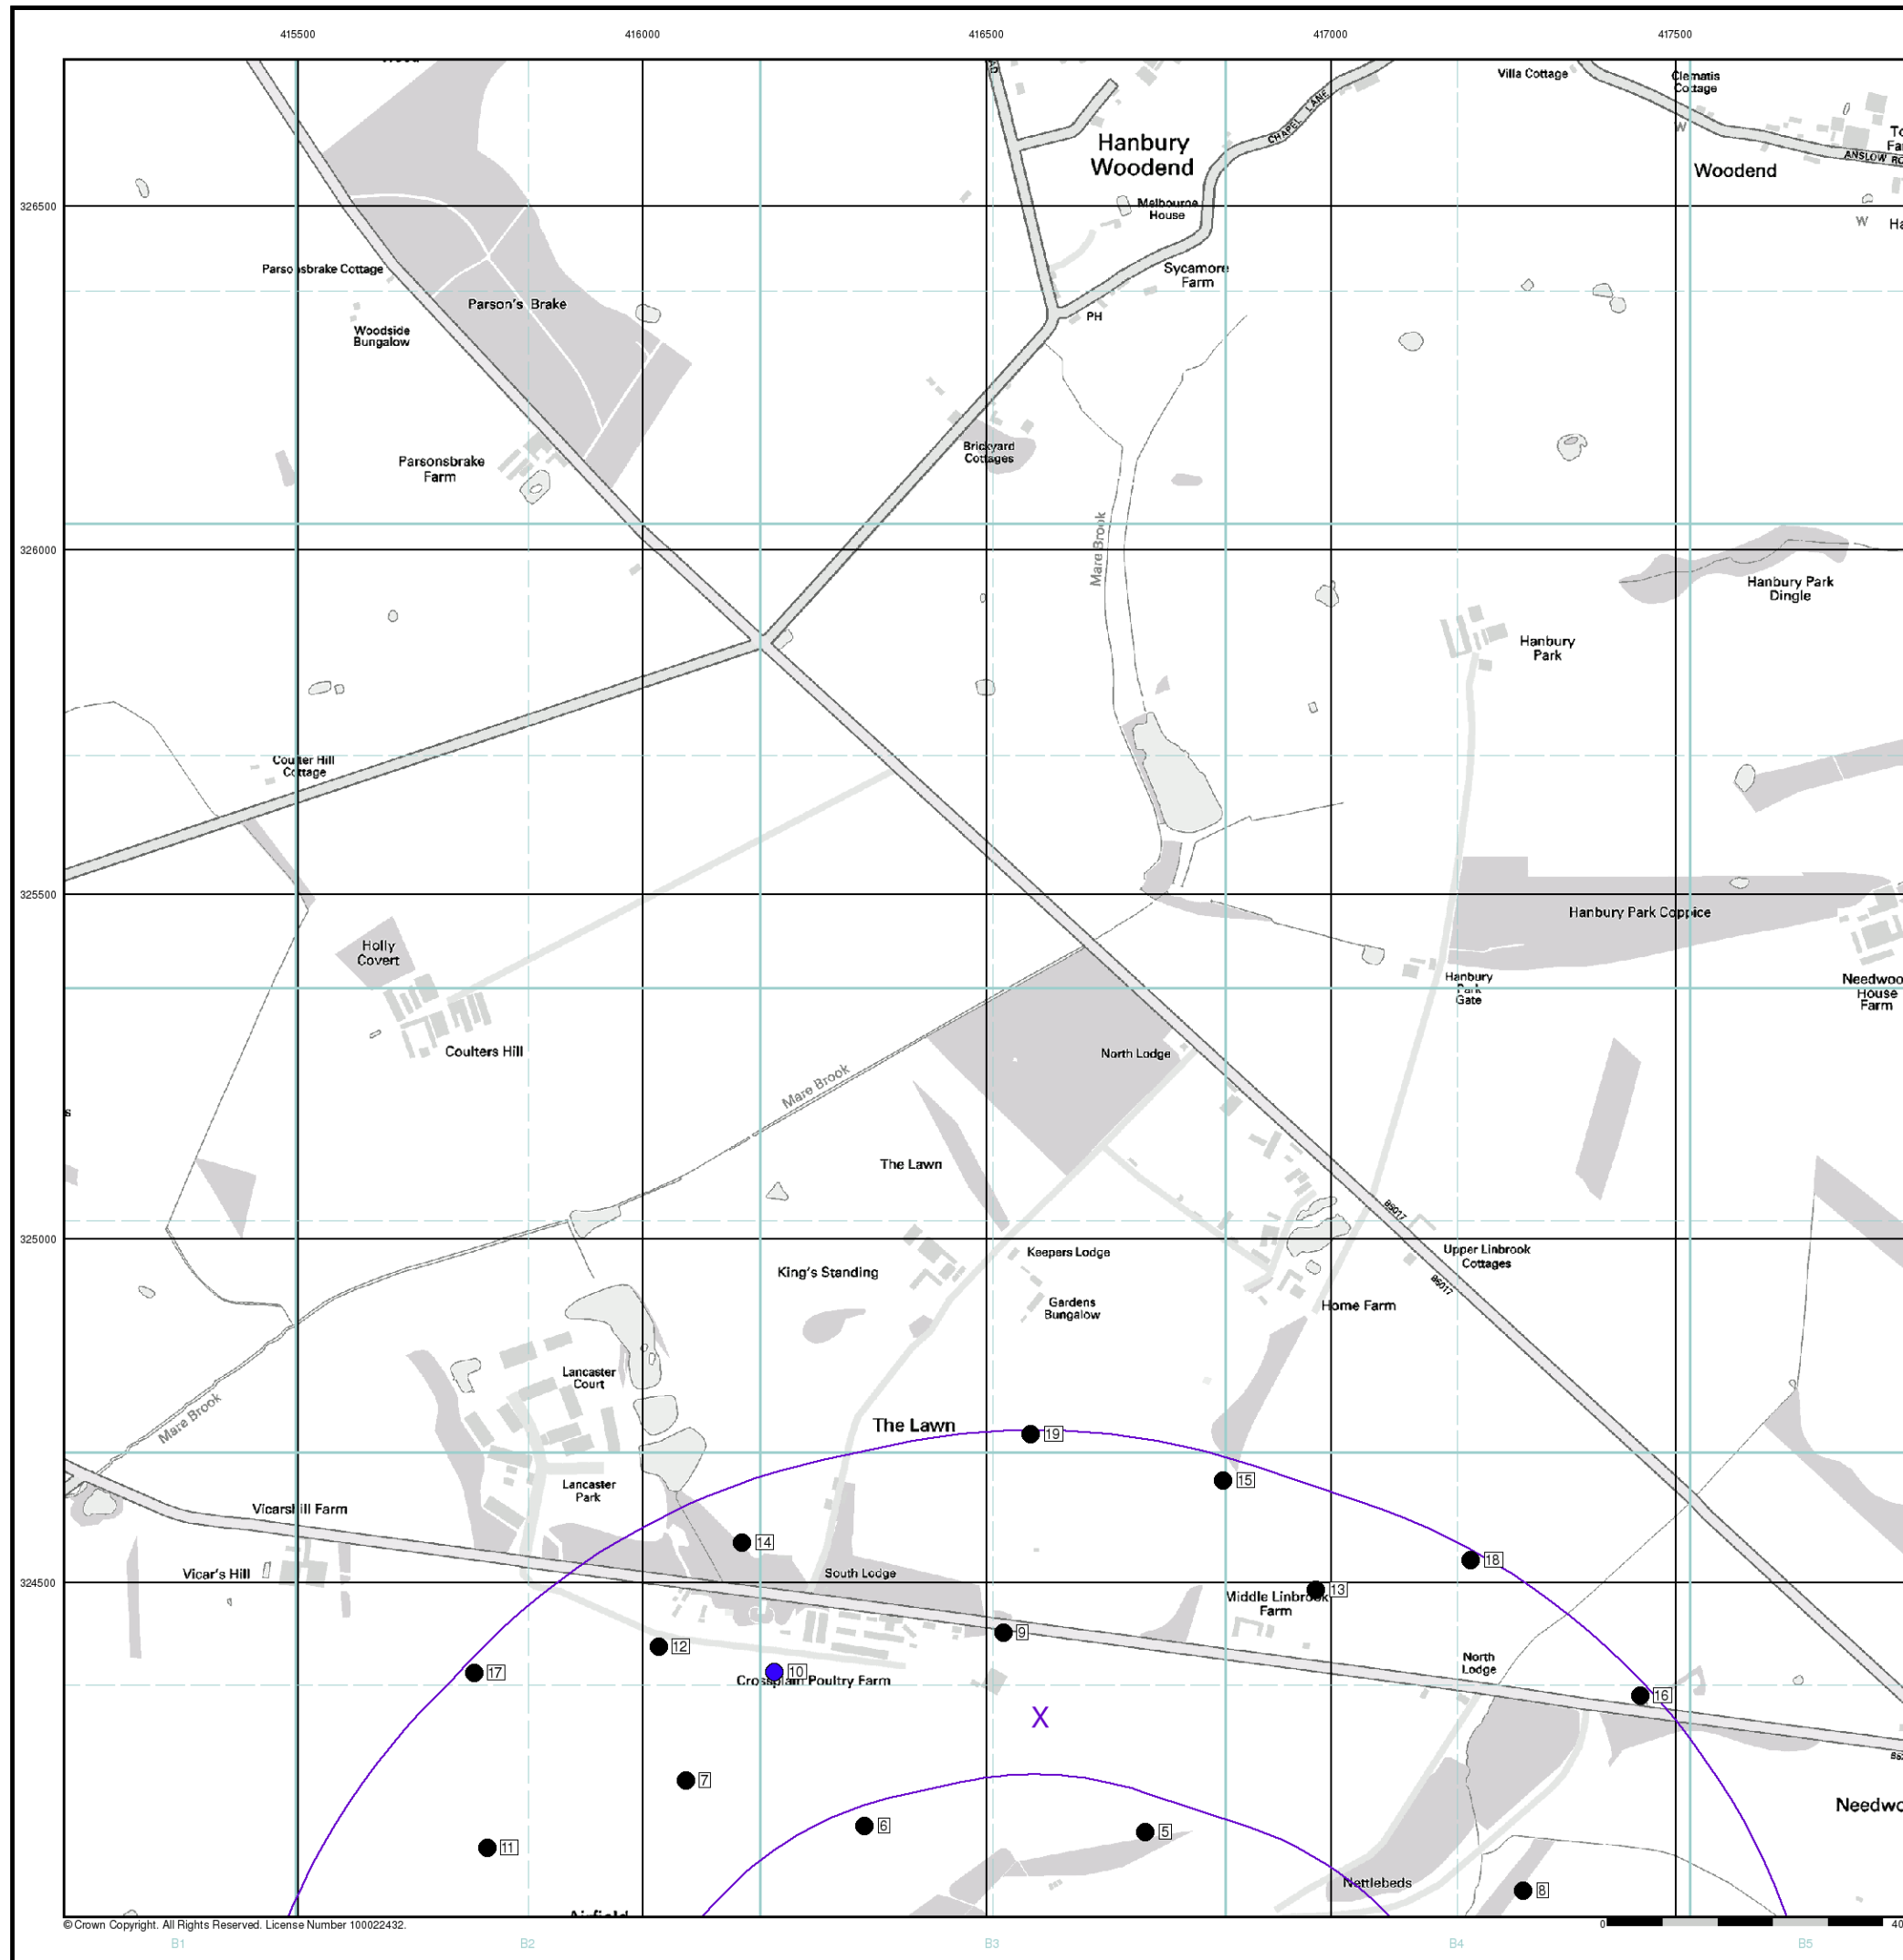 415500 416000 416500 417000 417500
Villa Cottage
Clematis
Cottage
CHAPEL LANE
Hanbury
Woodend
W
ANSLOW
Woodend
Melbourne
House
326500
W
Parsonsbrake Cottage
Sycamore
Farm
Parson's Brake
PH
Woodside
Bungalow
Brickyard
Cottages
Parsonsbrake
Farm
Mare Brook
326000
Hanbury Park
Dingle
Hanbury
Park
Coulter Hill
Cottage
325500
Hanbury Park Coppice
Holly
Covert
Hanbury
Park
Gate
Needwoo
House
Farm
Coulters Hill
North Lodge
Mare Brook
s
The Lawn
B5017
325000
Keepers Lodge
Upper Linbrook
Cottages
King's Standing
B5017
Gardens
Bungalow
Home Farm
Lancaster
Court
Mare Brook
The Lawn
19
15
Lancaster
Park
Vicarshill Farm
14
18
Vicar's Hill
South Lodge
324500
13
Middle Linbrook
Farm
9
12
North
Lodge
17
10
Crossplain Poultry Farm
16
X
7
Needwo
6
5
11
Nettlebeds
8
Airfield
© Crown Copyright. All Rights Reserved. License Number 100022432.
0 40
B1 B2 B3 B4 B5